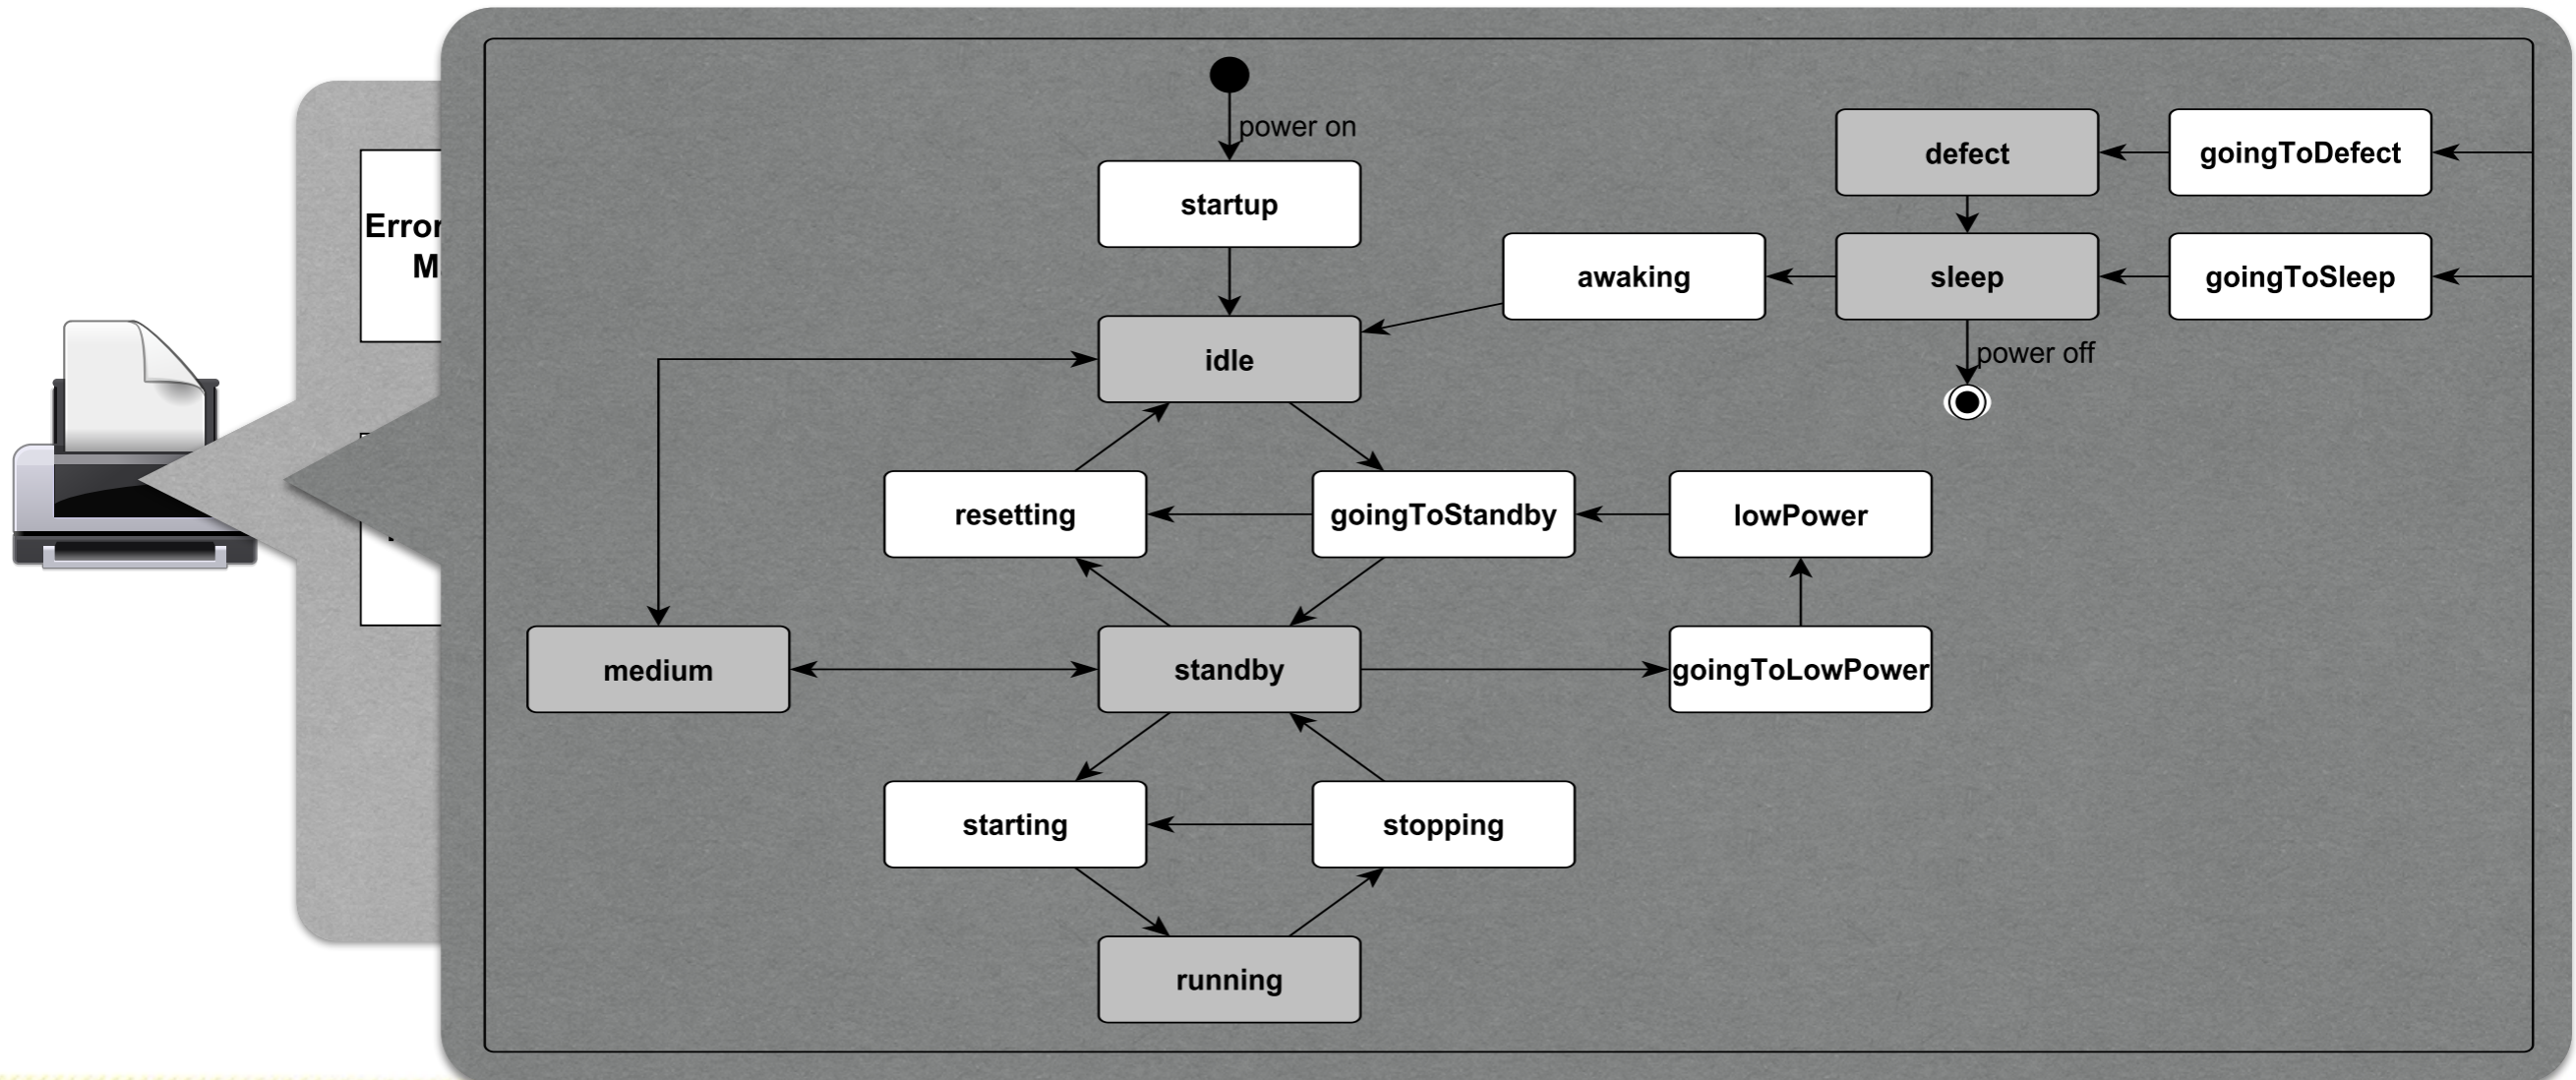 Error
M
power on
startup
defect
goingToDefect
awaking
sleep
goingToSleep
idle
power off
resetting
goingToStandby
lowPower
medium
standby
goingToLowPower
starting
stopping
running